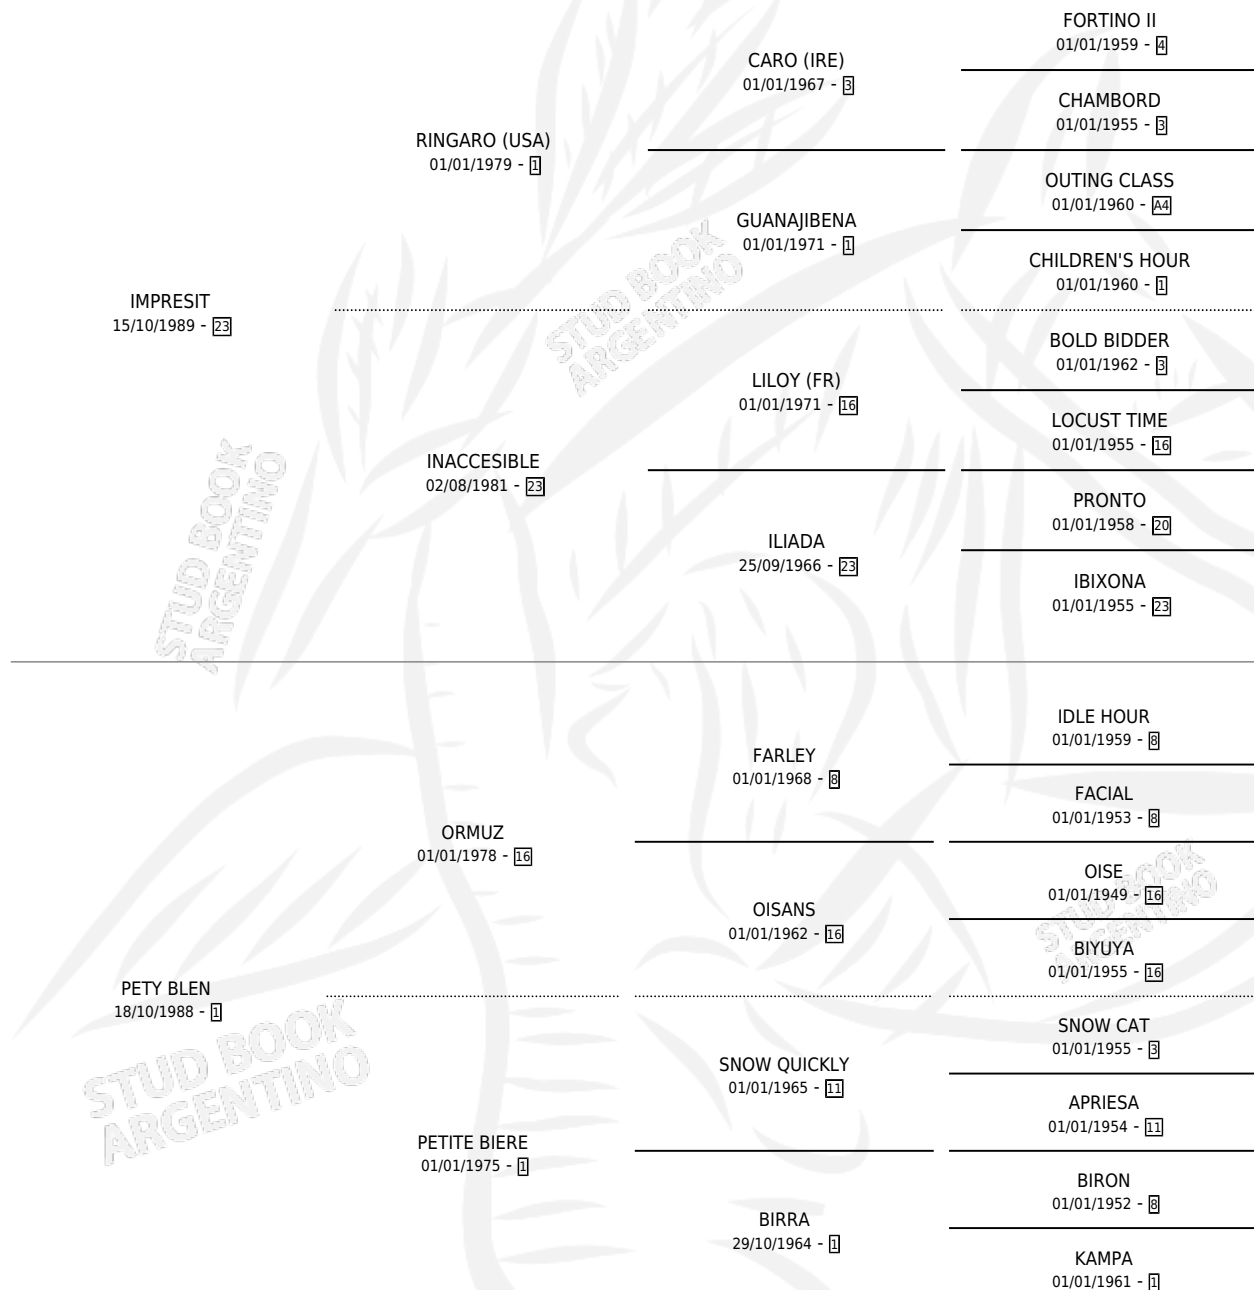 FORTINO II
01/01/1959 - 4
CARO (IRE)
01/01/1967 - 3
CHAMBORD
01/01/1955 - 3
RINGARO (USA)
01/01/1979 - 1
OUTING CLASS
01/01/1960 - A4
GUANAJIBENA
01/01/1971 - 1
CHILDREN'S HOUR
01/01/1960 - 1
IMPRESIT
15/10/1989 - 23
BOLD BIDDER
01/01/1962 - 3
LILOY (FR)
01/01/1971 - 16
LOCUST TIME
01/01/1955 - 16
INACCESIBLE
02/08/1981 - 23
PRONTO
01/01/1958 - 20
ILIADA
25/09/1966 - 23
IBIXONA
01/01/1955 - 23
IDLE HOUR
01/01/1959 - 8
FARLEY
01/01/1968 - 8
FACIAL
01/01/1953 - 8
ORMUZ
01/01/1978 - 16
OISE
01/01/1949 - 16
OISANS
01/01/1962 - 16
BIYUYA
01/01/1955 - 16
PETY BLEN
18/10/1988 - 1
SNOW CAT
01/01/1955 - 3
SNOW QUICKLY
01/01/1965 - 11
APRIESA
01/01/1954 - 11
PETITE BIERE
01/01/1975 - 1
BIRON
01/01/1952 - 8
BIRRA
29/10/1964 - 1
KAMPA
01/01/1961 - 1
STUD BOOK
ARGENTINO
STUD BOOK
ARGENTINO
STUD BOOK
ARGENTINO
STUD BOOK
ARGENTINO